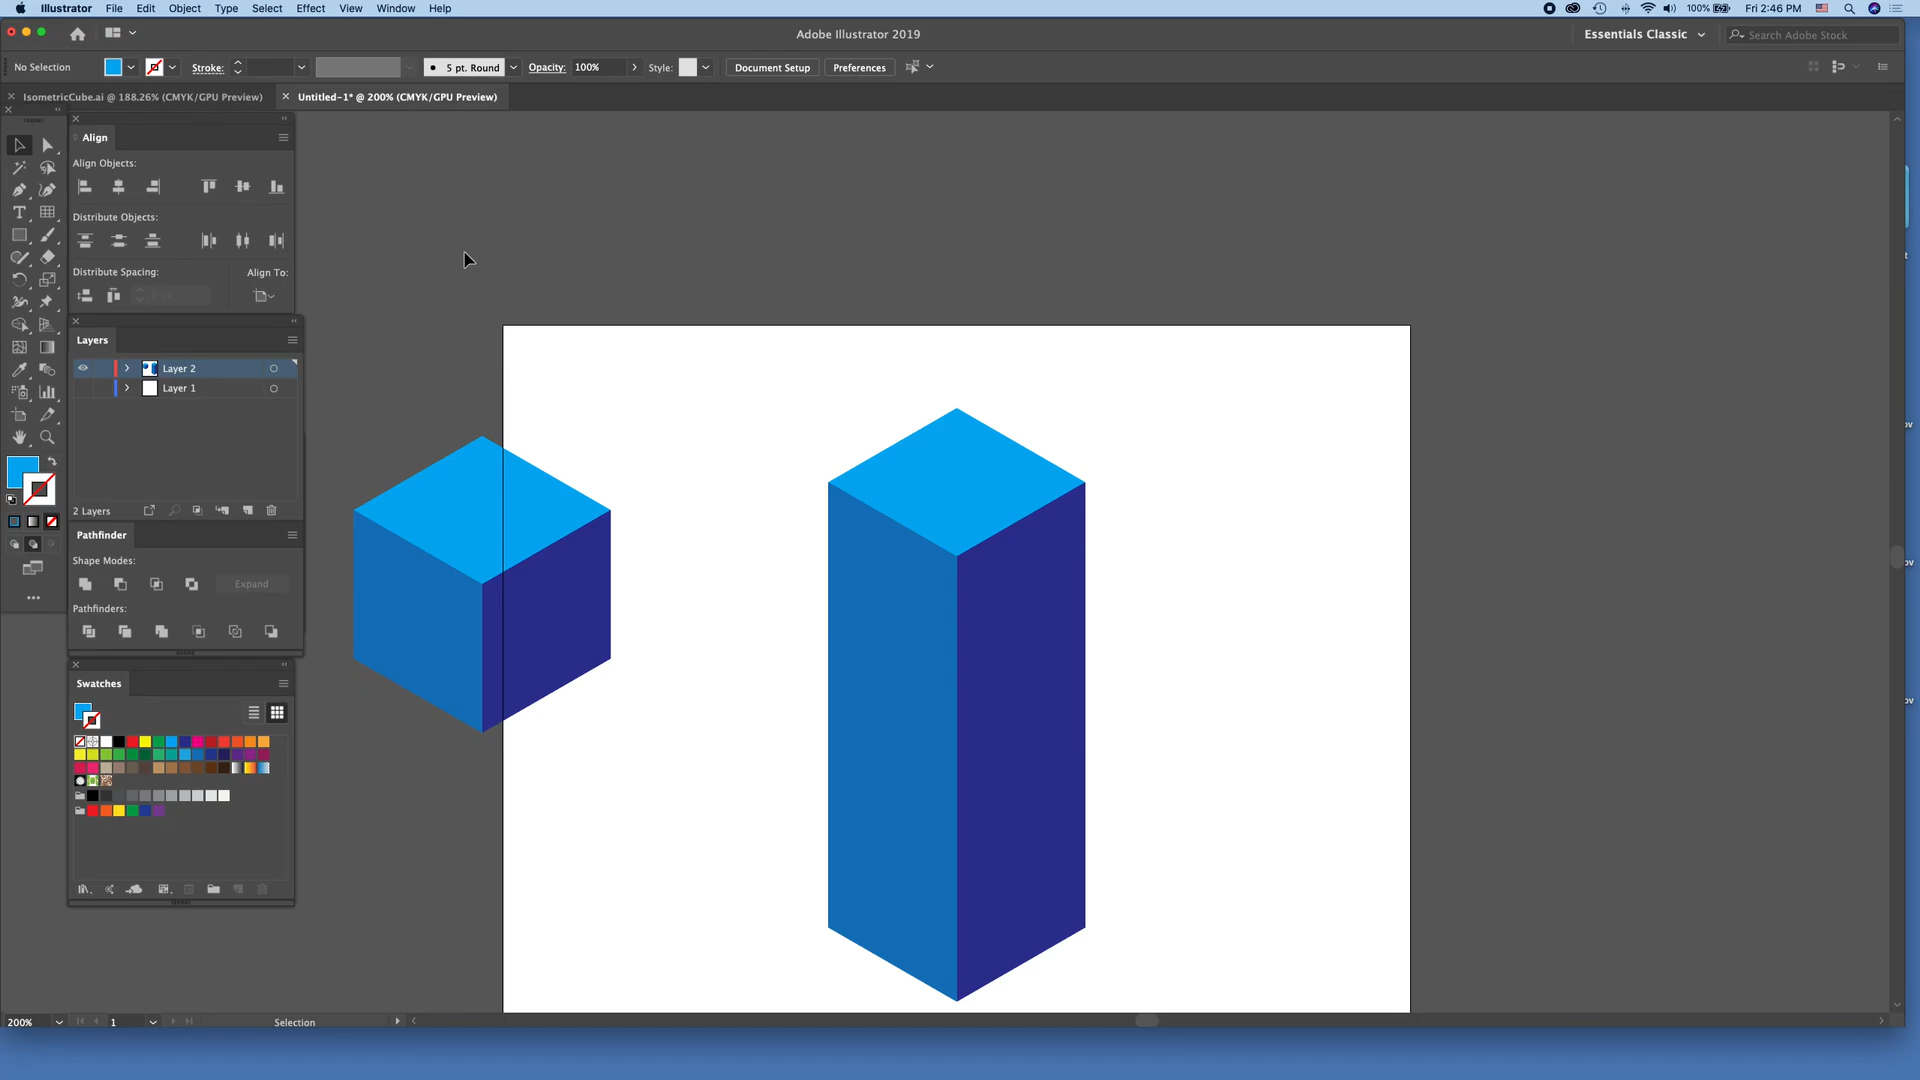 Illustrator File Edit Object Type Select Effect View Window Help 100% Fri 2:46 PM
Adobe Illustrator 2019 Essentials Classic Search Adobe Stock
No Selection Stroke: 5 pt. Round Opacity: 100% Style: Document Setup Preferences
IsometricCube.ai @ 188.26% (CMYK/GPU Preview) Untitled-1* @ 200% (CMYK/GPU Preview)
Align
Align Objects:
Distribute Objects:
Distribute Spacing: Align To:
Layers
Layer 2
Layer 1
2 Layers
Pathfinder
Shape Modes:
Expand
Pathfinders:
Swatches
200% 1 Selection